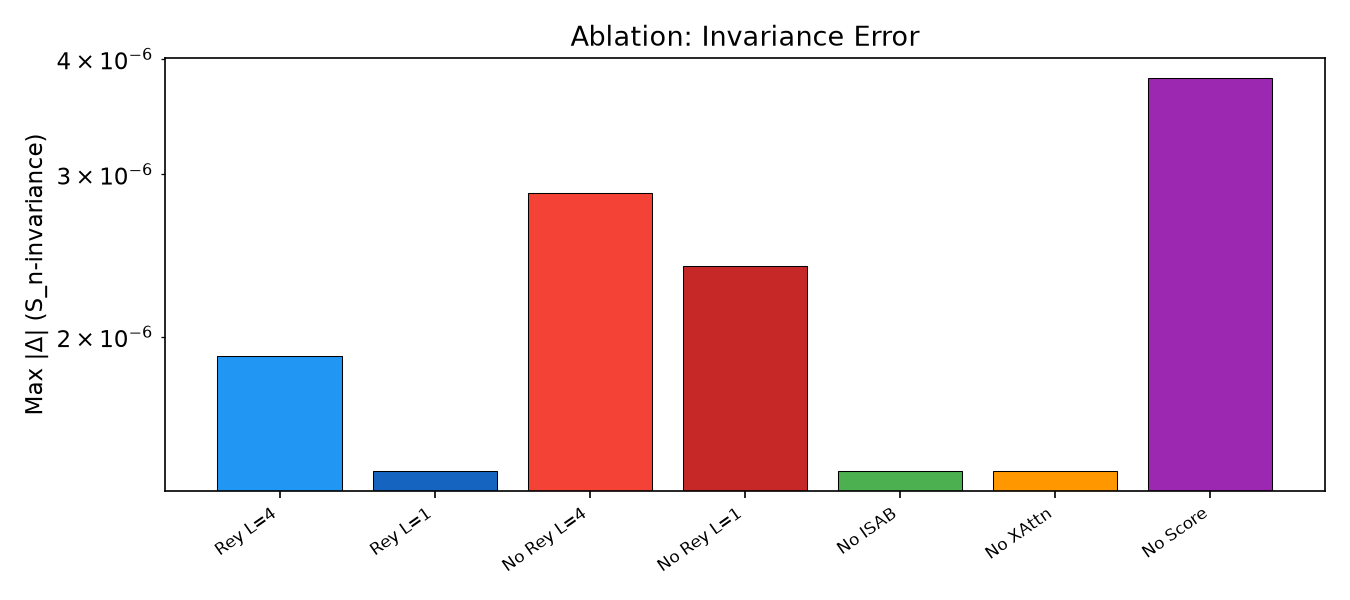 Ablation: Invariance Error
Max |Δ| (S_n-invariance)
4 × 10⁻⁶
3 × 10⁻⁶
2 × 10⁻⁶
Rey L=4
Rey L=1
No Rey L=4
No Rey L=1
No ISAB
No XAttn
No Score